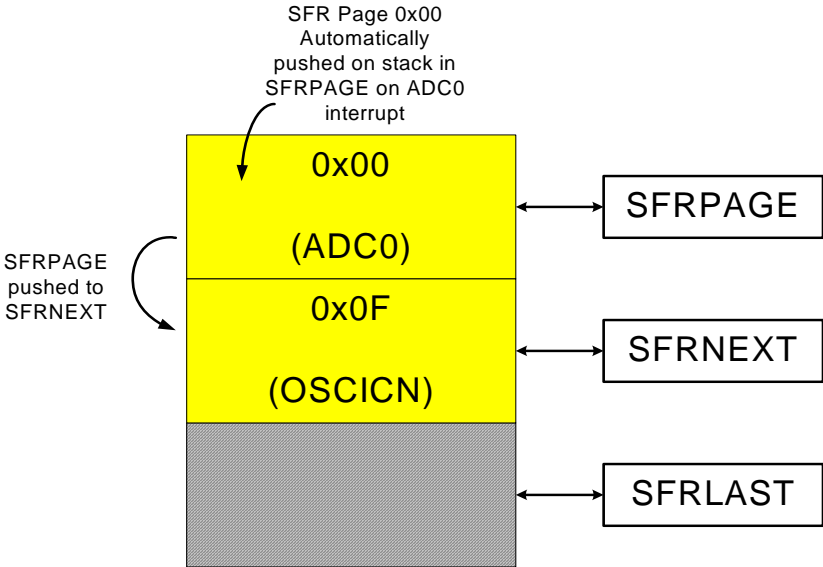 SFR Page 0x00
Automatically
pushed on stack in
SFRPAGE on ADC0
interrupt
0x00
(ADC0)
SFRPAGE
SFRPAGE
pushed to
SFRNEXT
0x0F
(OSCICN)
SFRNEXT
SFRLAST